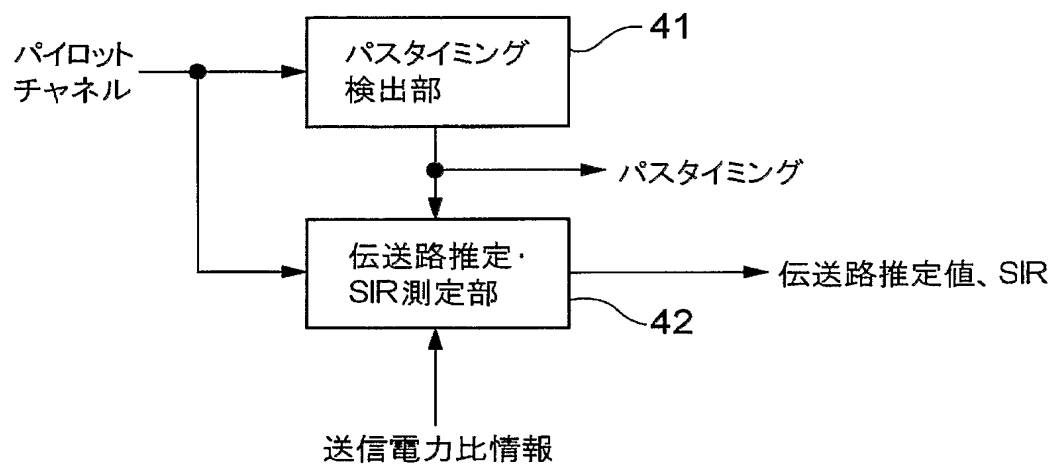 パイロット
チャネル
パスタイミング
検出部
41
パスタイミング
伝送路推定・
SIR測定部
42
伝送路推定値、SIR
送信電力比情報